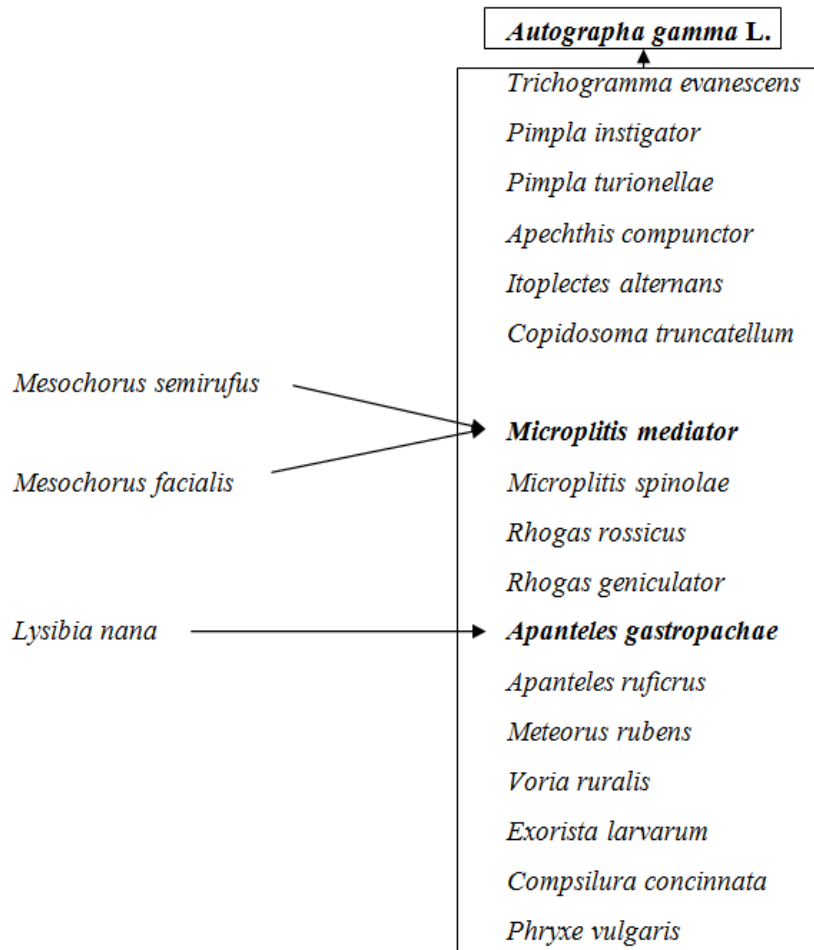 Autographa gamma L.
Trichogramma evanescens
Pimpla instigator
Pimpla turionellae
Apechthis compunctor
Itoplectes alternans
Copidosoma truncatellum
Mesochorus semirufus
Microplitis mediator
Mesochorus facialis
Microplitis spinolae
Rhogas rossicus
Rhogas geniculator
Lysibia nana
Apanteles gastropachae
Apanteles ruficrus
Meteorus rubens
Voria ruralis
Exorista larvarum
Compsilura concinnata
Phryxe vulgaris